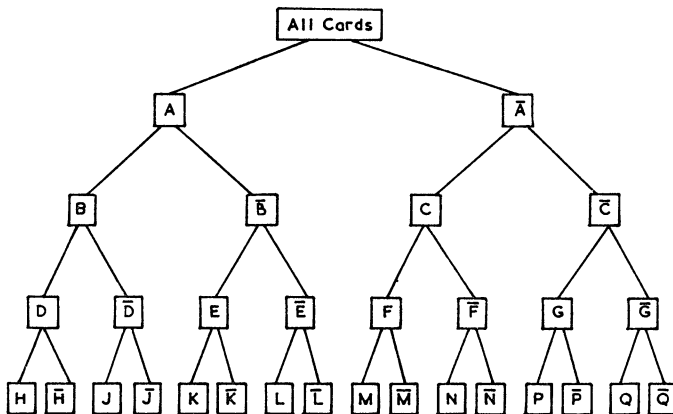 All Cards
A Ā
B B̄ C C̄
D D̄ E Ē F F̄ G Ḡ
H H̄ J J̄ K K̄ L L̄ M M̄ N N̄ P P̄ Q Q̄